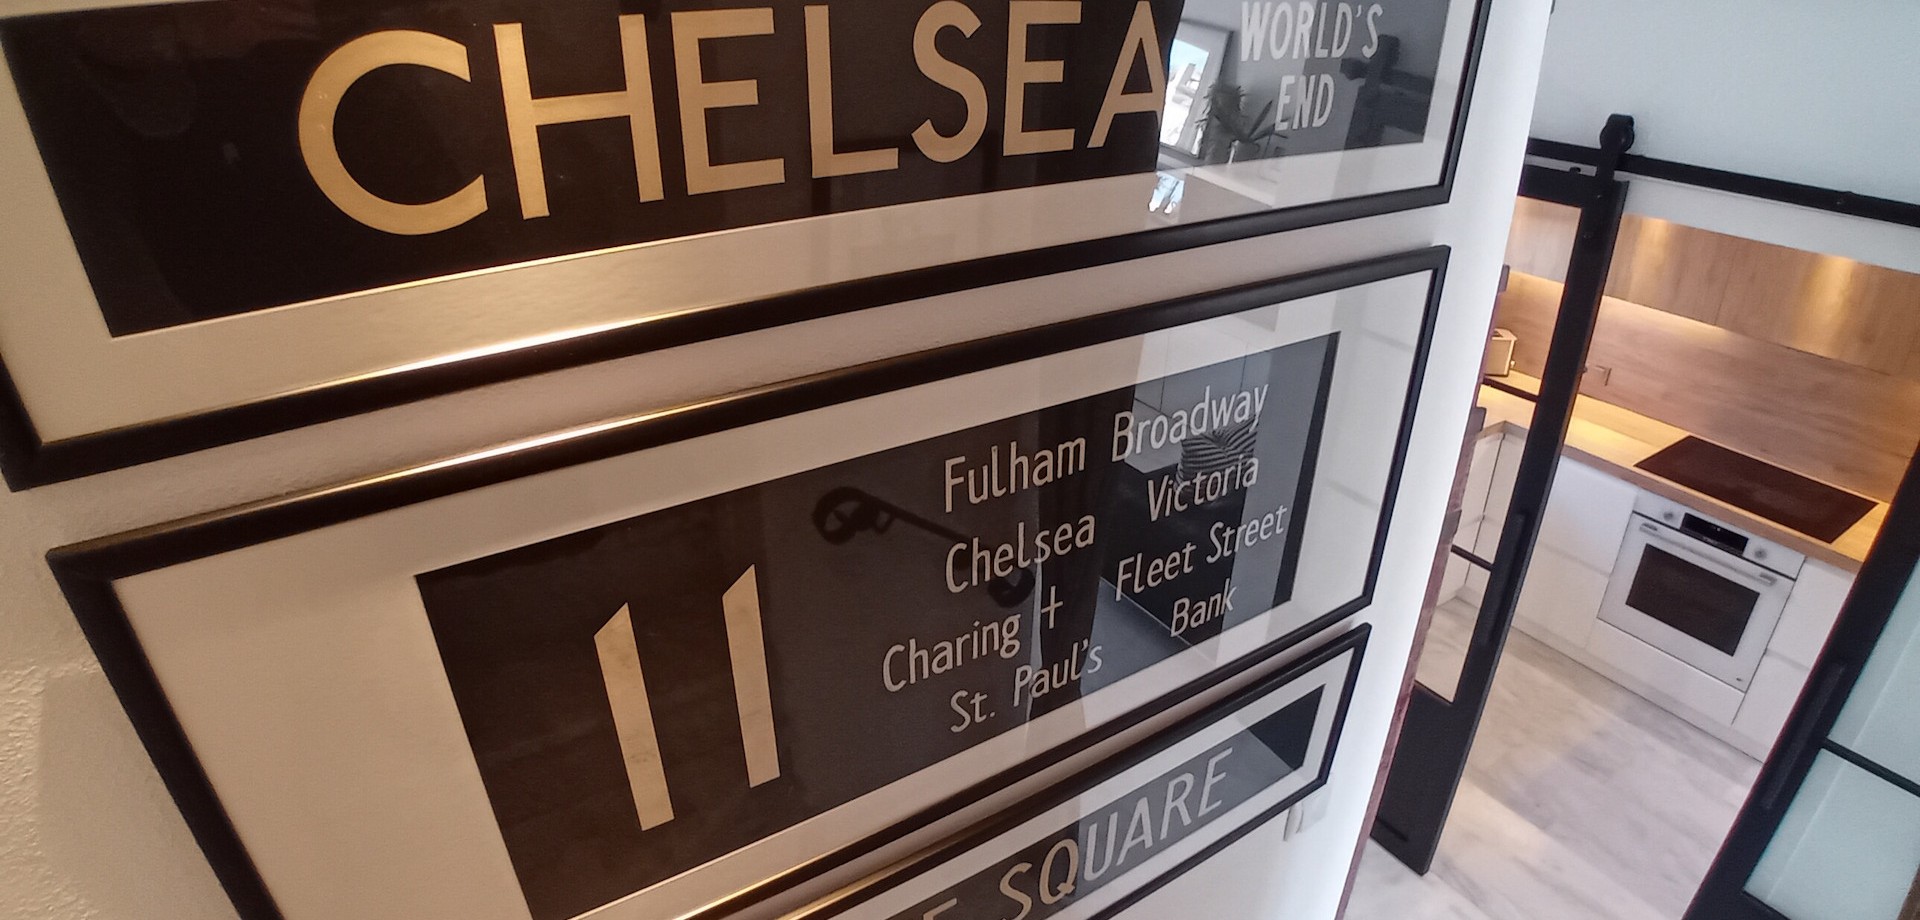 CHELSEA WORLD'S
END
11
Fulham Broadway
Chelsea Victoria
Charing + Fleet Street
St. Paul's Bank
SQUARE